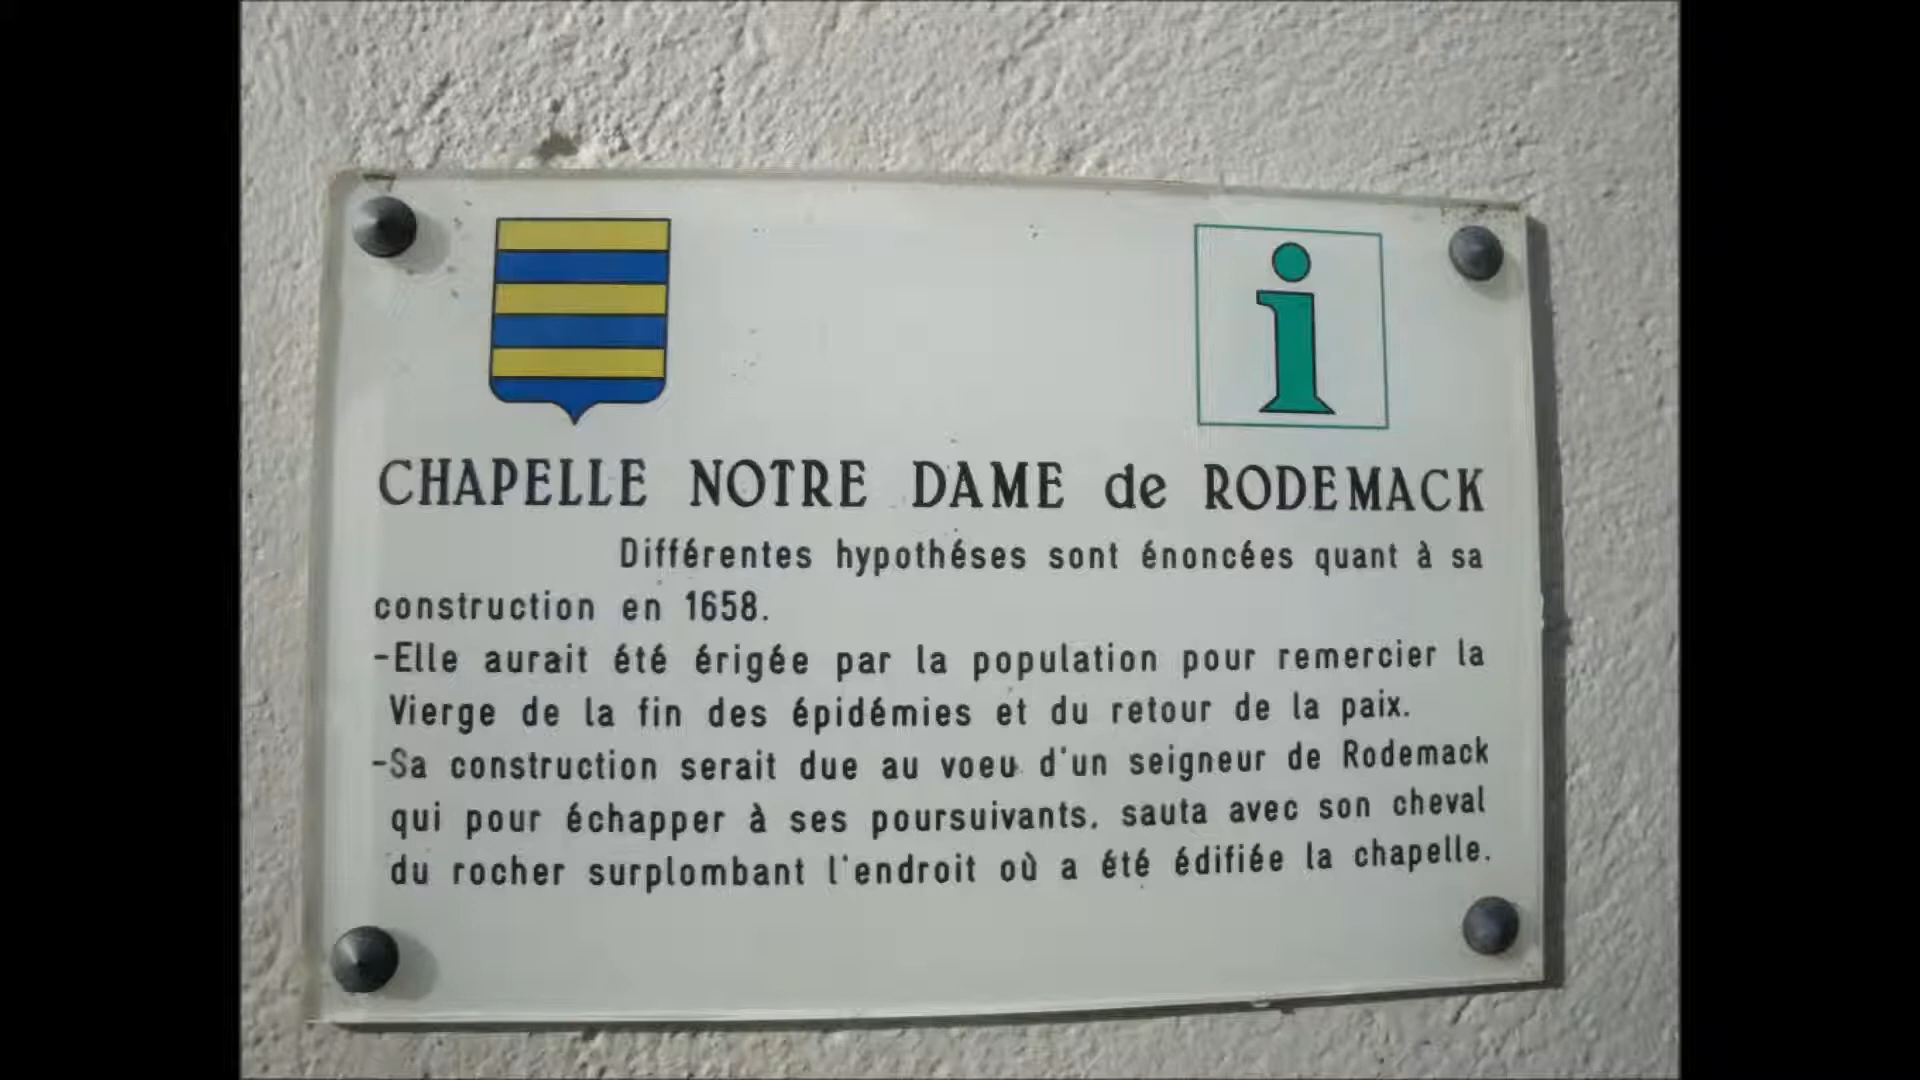 i
CHAPELLE NOTRE DAME de RODEMACK
Différentes hypothéses sont énoncées quant à sa
construction en 1658.
-Elle aurait été érigée par la population pour remercier la
Vierge de la fin des épidémies et du retour de la paix.
-Sa construction serait due au voeu d'un seigneur de Rodemack
qui pour échapper à ses poursuivants. sauta avec son cheval
du rocher surplombant l'endroit où a été édifiée la chapelle.